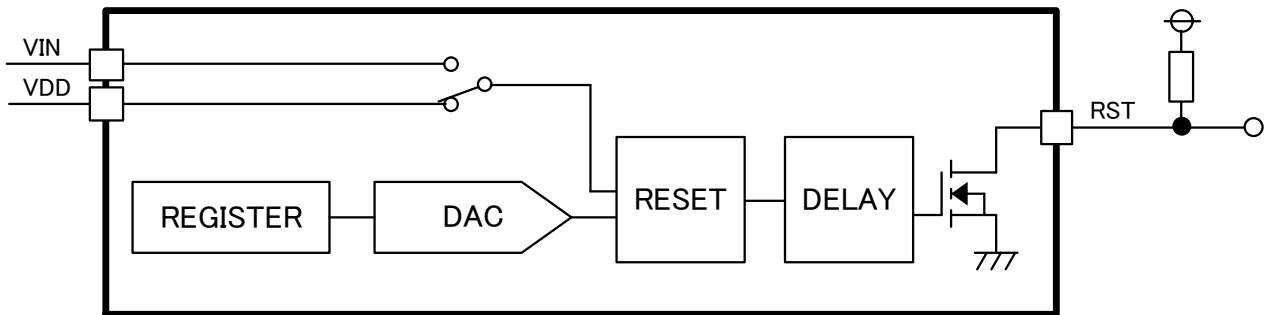 VIN
VDD
RST
REGISTER
DAC
RESET
DELAY